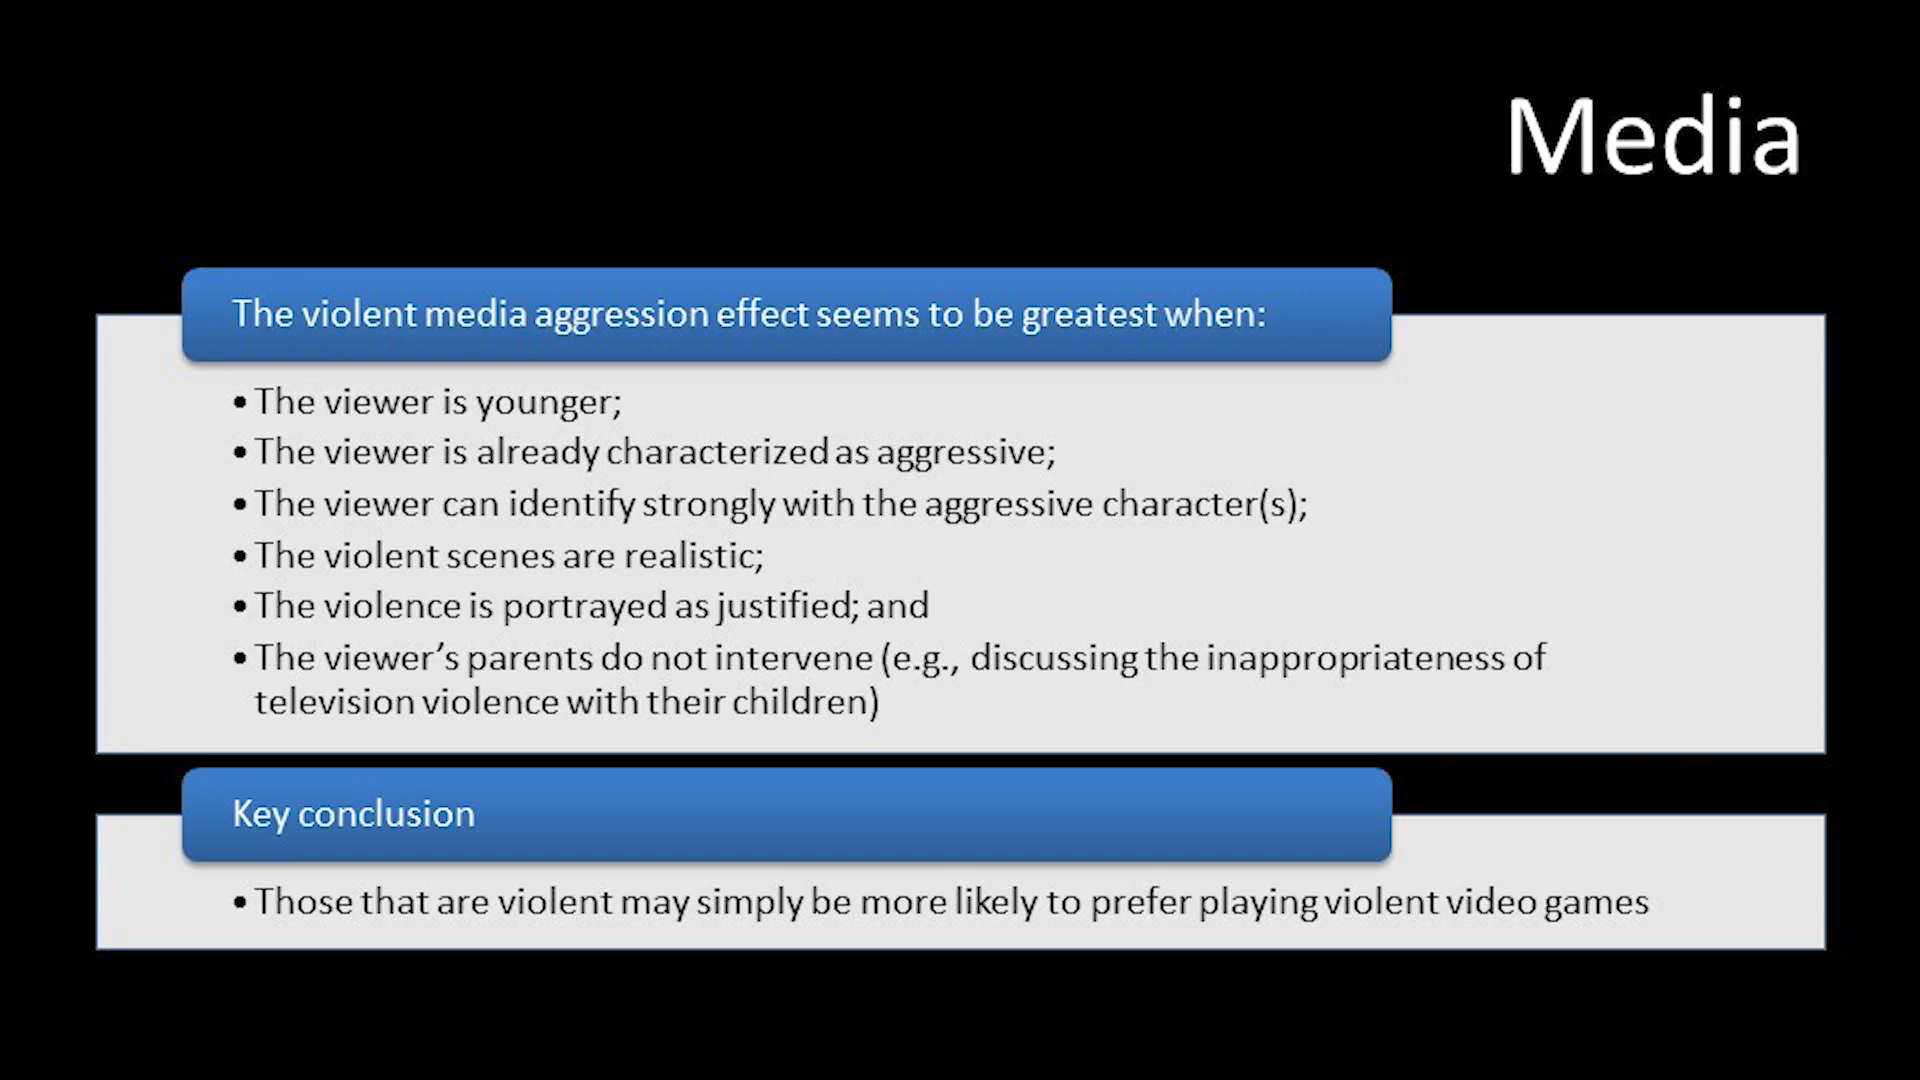 Media
The violent media aggression effect seems to be greatest when:
•The viewer is younger;
•The viewer is already characterized as aggressive;
•The viewer can identify strongly with the aggressive character(s);
•The violent scenes are realistic;
•The violence is portrayed as justified; and
•The viewer’s parents do not intervene (e.g., discussing the inappropriateness of
television violence with their children)
Key conclusion
•Those that are violent may simply be more likely to prefer playing violent video games